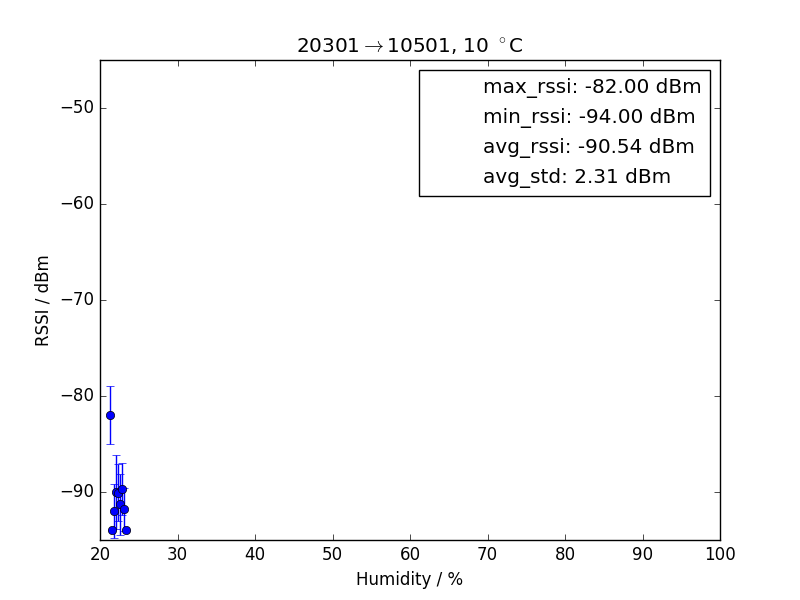 20301→10501, 10 °C
max_rssi: -82.00 dBm
min_rssi: -94.00 dBm
avg_rssi: -90.54 dBm
avg_std: 2.31 dBm
RSSI / dBm
−50
−60
−70
−80
−90
20 30 40 50 60 70 80 90 100
Humidity / %